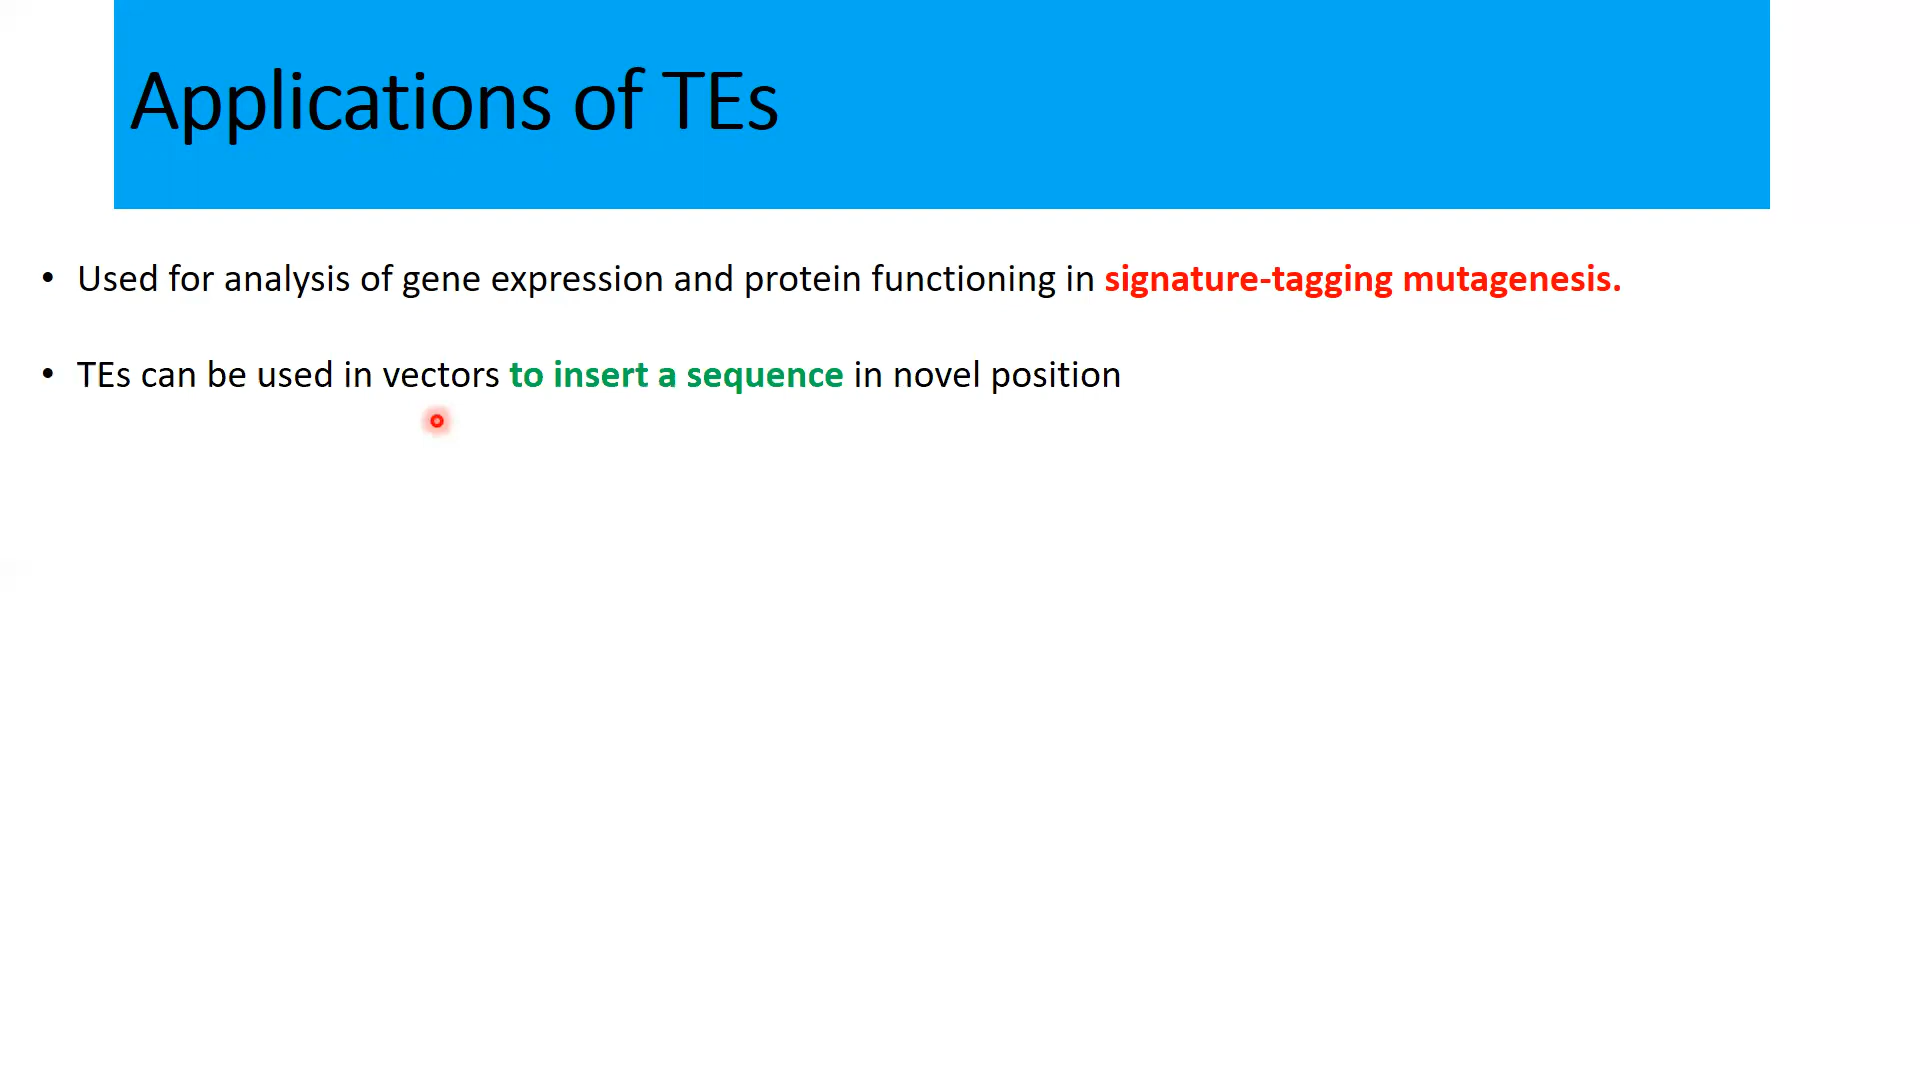 Applications of TEs
• Used for analysis of gene expression and protein functioning in signature-tagging mutagenesis.
• TEs can be used in vectors to insert a sequence in novel position